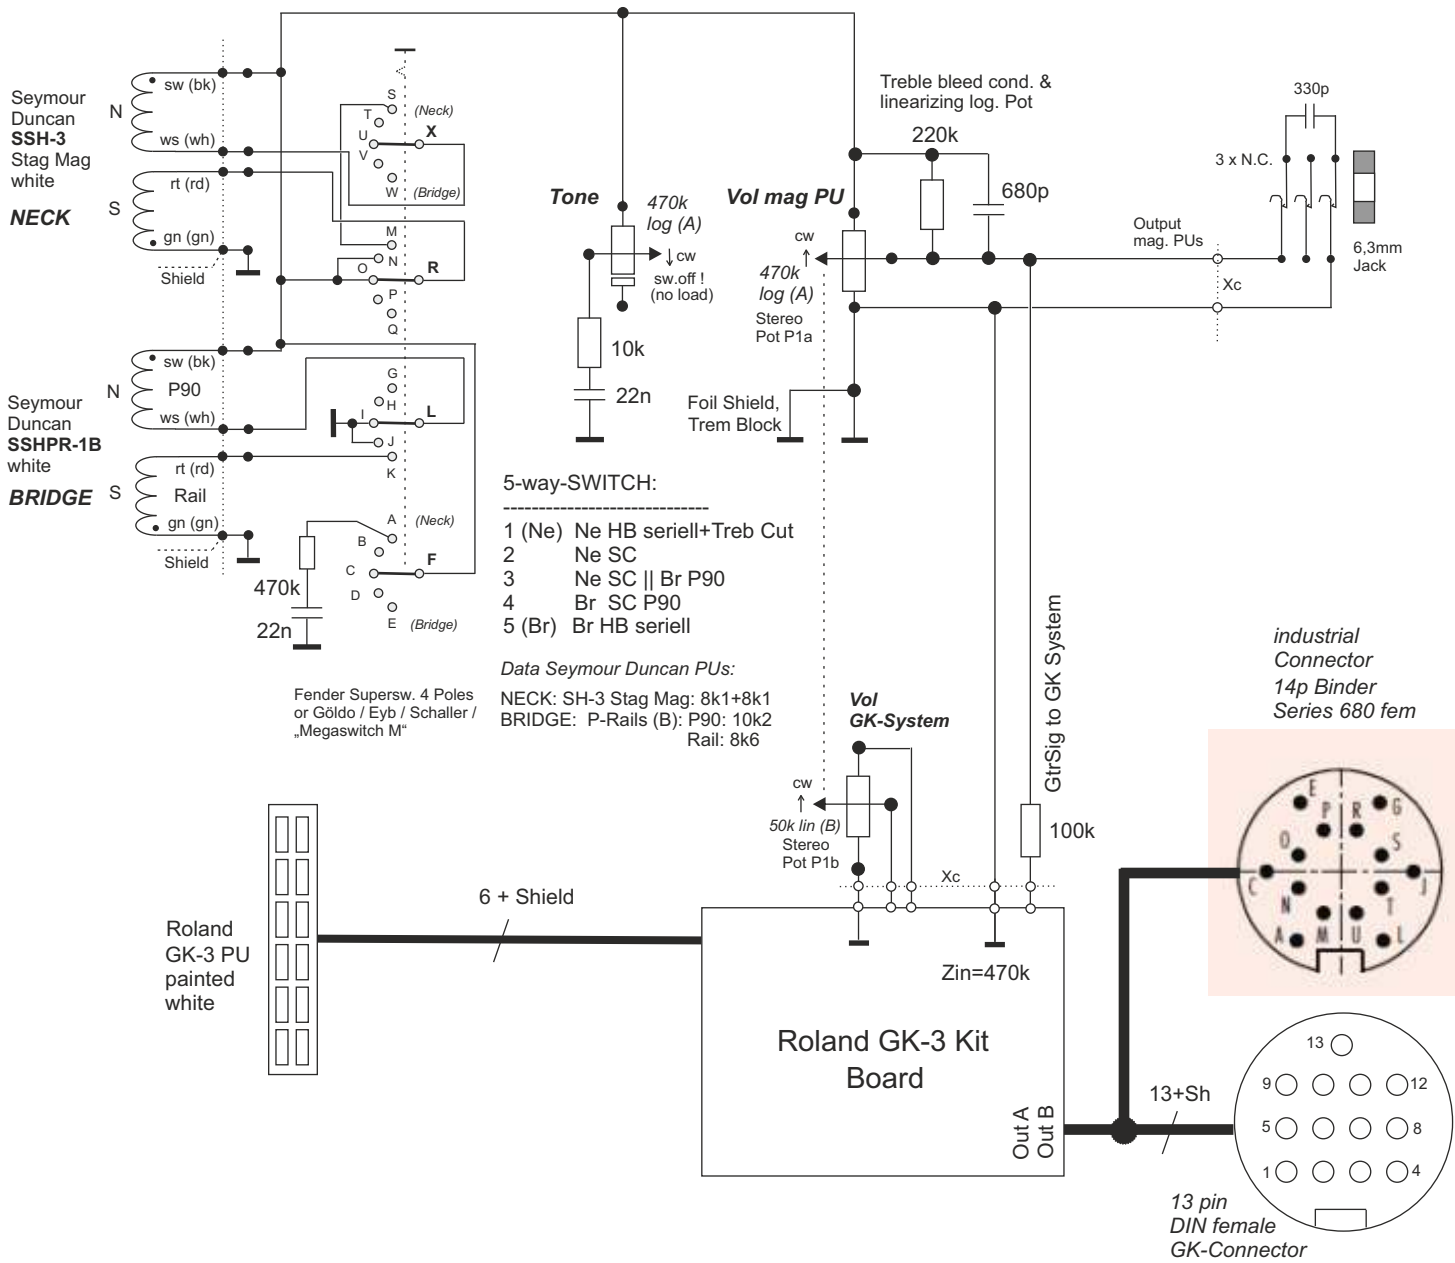 Seymour
Duncan
SSH-3
Stag Mag
white
NECK
N
sw (bk)
ws (wh)
S
rt (rd)
gn (gn)
Shield
Seymour
Duncan
SSHPR-1B
white
BRIDGE
N
sw (bk)
P90
ws (wh)
S
rt (rd)
Rail
gn (gn)
Shield
S
(Neck)
T
U
X
V
W
(Bridge)
M
N
O
R
P
Q
G
H
I
L
J
K
A
(Neck)
B
C
F
D
E
(Bridge)
470k
22n
Fender Supersw. 4 Poles
or Göldo / Eyb / Schaller /
„Megaswitch M“
Tone
470k
log (A)
cw
sw.off !
(no load)
10k
22n
5-way-SWITCH:
----------------------------
1 (Ne) Ne HB seriell+Treb Cut
2 Ne SC
3 Ne SC || Br P90
4 Br SC P90
5 (Br) Br HB seriell
Data Seymour Duncan PUs:
NECK: SH-3 Stag Mag: 8k1+8k1
BRIDGE: P-Rails (B): P90: 10k2
Rail: 8k6
Treble bleed cond. &
linearizing log. Pot
220k
680p
Vol mag PU
cw
470k
log (A)
Stereo
Pot P1a
Foil Shield,
Trem Block
Output
mag. PUs
Xc
330p
3 x N.C.
6,3mm
Jack
Vol
GK-System
cw
50k lin (B)
Stereo
Pot P1b
GtrSig to GK System
100k
Xc
Zin=470k
Roland
GK-3 PU
painted
white
6 + Shield
Roland GK-3 Kit
Board
Out A
Out B
13+Sh
industrial
Connector
14p Binder
Series 680 fem
E
P
R
G
O
S
C
J
N
T
A
M
U
L
13
9
12
5
8
1
4
13 pin
DIN female
GK-Connector